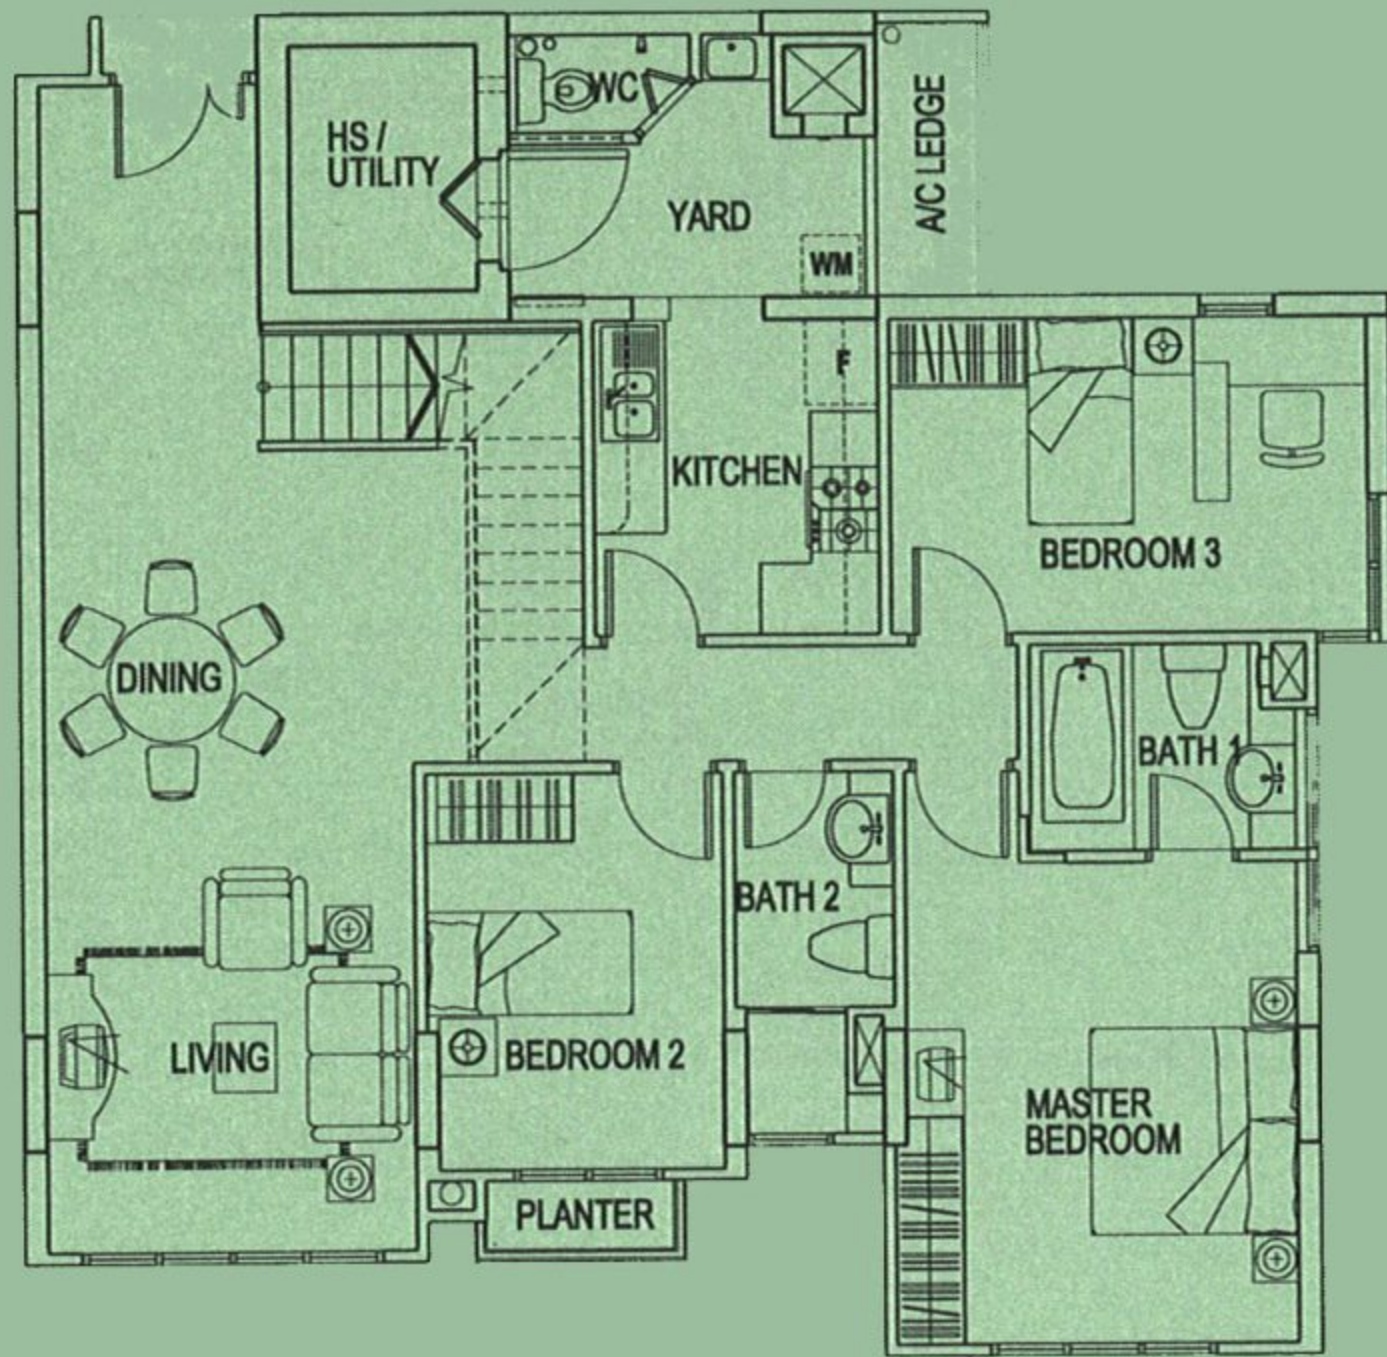 WC
HS /
UTILITY
YARD
A/C LEDGE
WM
F
KITCHEN
BEDROOM 3
DINING
BATH 1
BATH 2
LIVING
BEDROOM 2
MASTER
BEDROOM
PLANTER